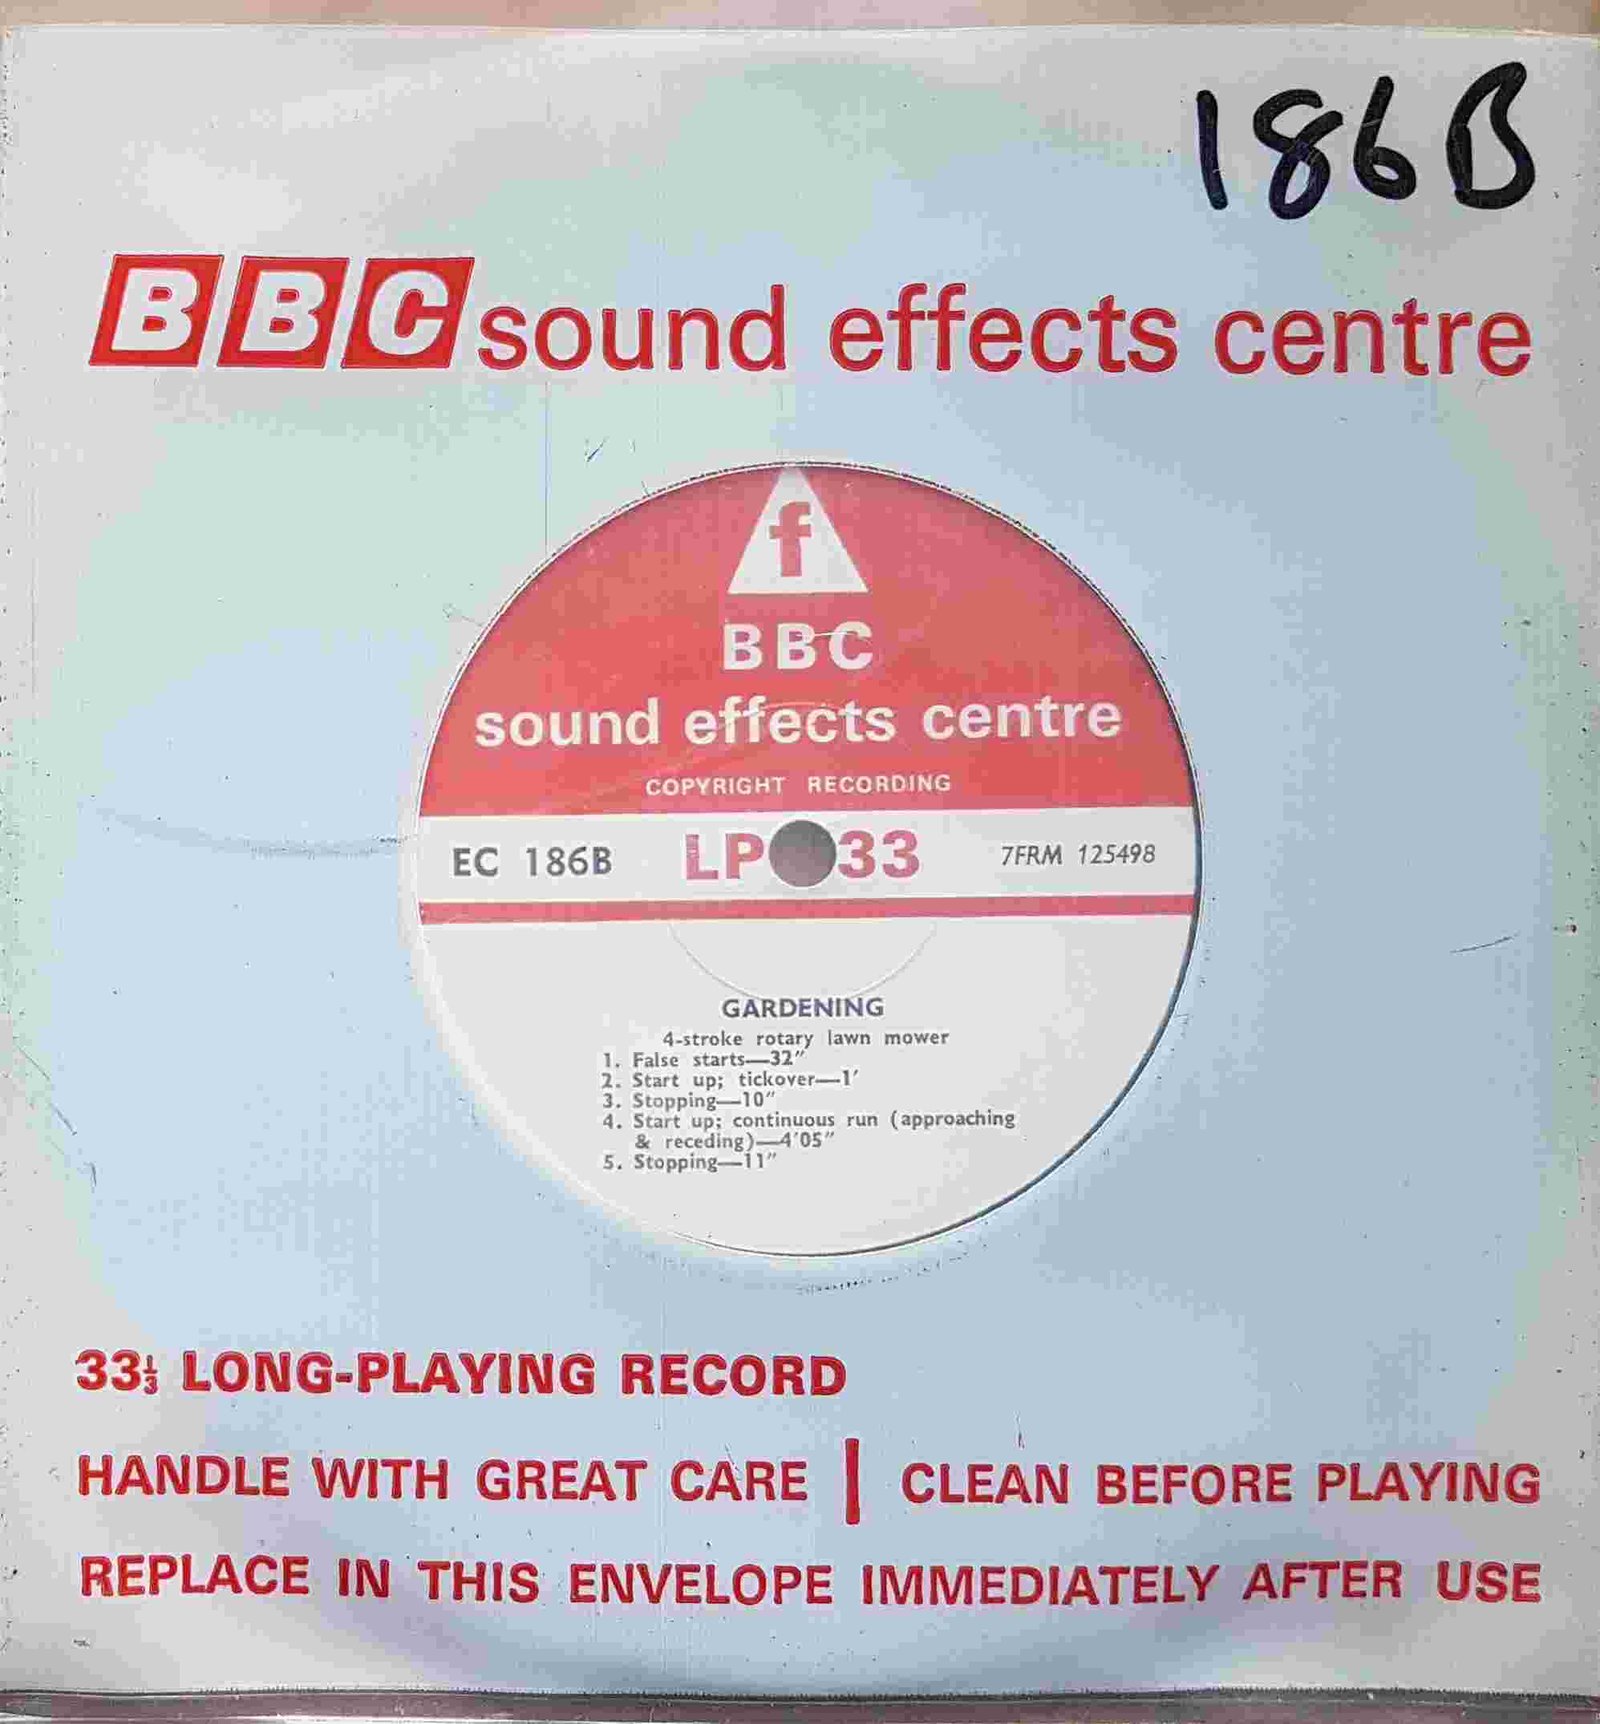 186B
BBC sound effects centre
f
BBC
sound effects centre
COPYRIGHT RECORDING
EC 186B LP 33 7FRM 125498
GARDENING
4-stroke rotary lawn mower
1. False starts—32"
2. Start up; tickover—1'
3. Stopping—10"
4. Start up; continuous run (approaching
& receding)—4'05"
5. Stopping—11"
33⅓ LONG-PLAYING RECORD
HANDLE WITH GREAT CARE | CLEAN BEFORE PLAYING
REPLACE IN THIS ENVELOPE IMMEDIATELY AFTER USE